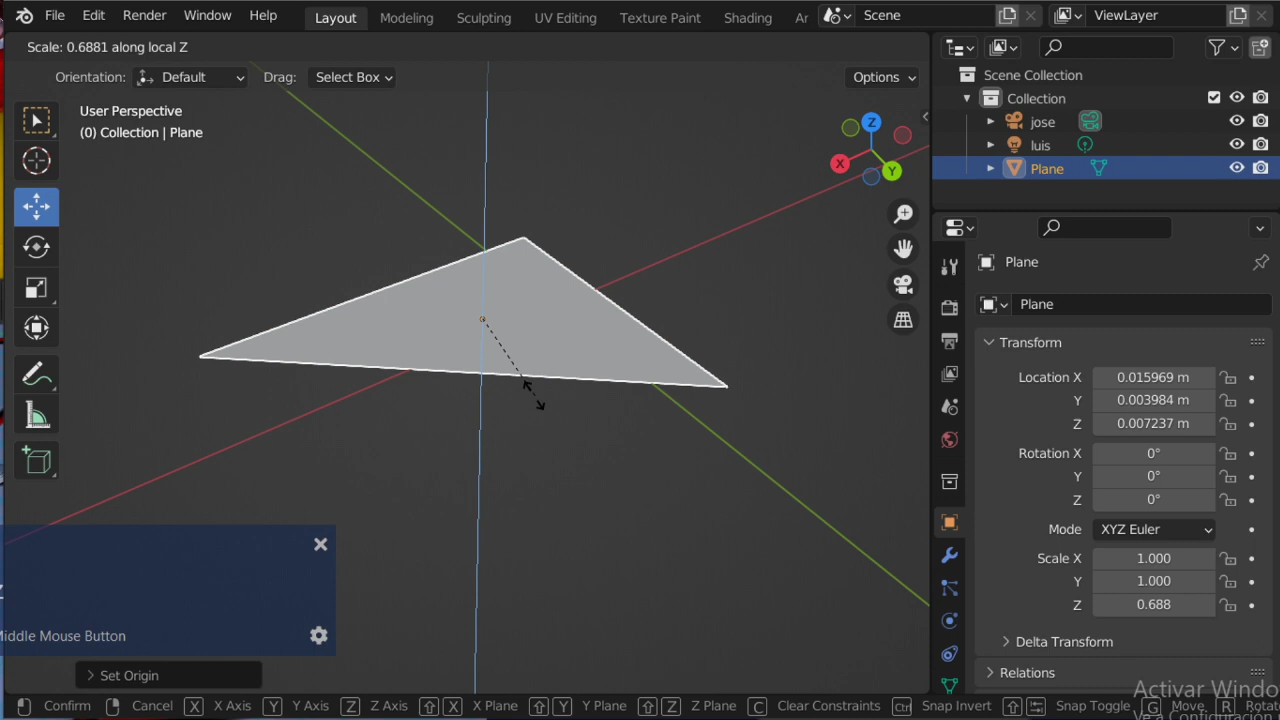 File Edit Render Window Help Layout Modeling Sculpting UV Editing Texture Paint Shading Scene ViewLayer
Scale: 0.6881 along local Z
Orientation: Default Drag: Select Box Options
User Perspective
(0) Collection | Plane
Z
X
Y
Middle Mouse Button
Set Origin
Scene Collection
Collection
jose
luis
Plane
Plane
Plane
Transform
Location X 0.015969 m
Y 0.003984 m
Z 0.007237 m
Rotation X 0°
Y 0°
Z 0°
Mode XYZ Euler
Scale X 1.000
Y 1.000
Z 0.688
Delta Transform
Relations
Activar Windo
Confirm Cancel X X Axis Y Y Axis Z Z Axis X X Plane Y Y Plane Z Z Plane C Clear Constraints Ctrl Snap Invert Snap Toggle G Move R Rotat